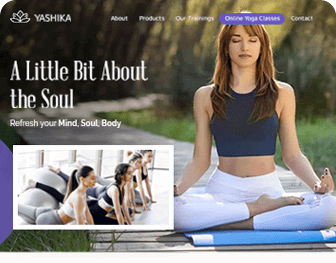 YASHIKA
About Products Our Trainings Online Yoga Classes Contact
A Little Bit About
the Soul
Refresh your Mind, Soul, Body